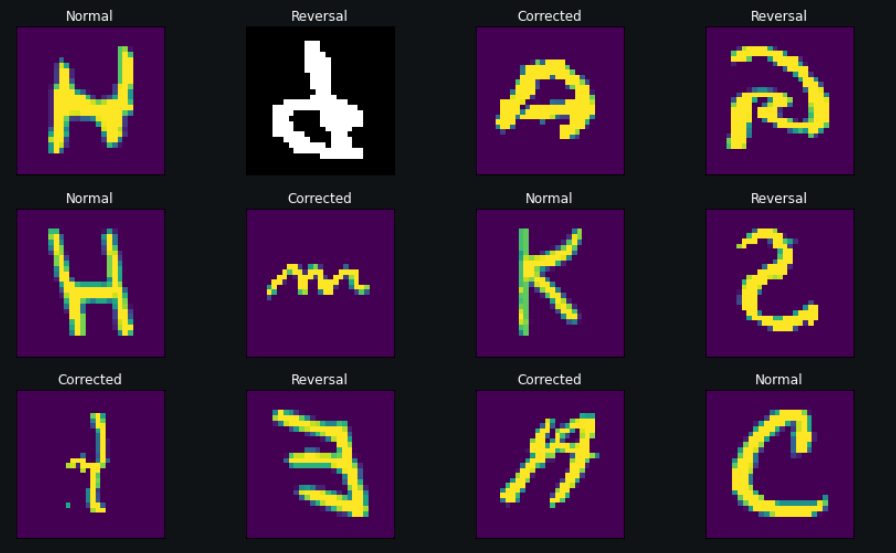 Normal Reversal Corrected Reversal
H
Normal Corrected Normal Reversal
H m K S
Corrected Reversal Corrected Normal
E C